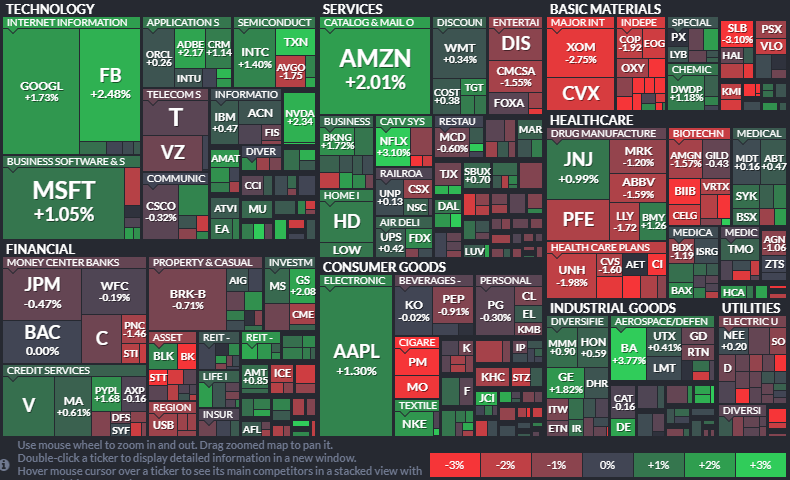 TECHNOLOGY
INTERNET INFORMATION
GOOGL
+1.73%
FB
+2.48%
APPLICATION S
ORCL
+0.26
ADBE
+2.17
CRM
+1.14
INTU
SEMICONDUCT
INTC
+1.40%
TXN
AVGO
-1.75
TELECOM S
T
VZ
INFORMATIO
IBM
+0.47
ACN
FIS
NVDA
+2.34
BUSINESS SOFTWARE & S
MSFT
+1.05%
COMMUNIC
CSCO
-0.32%
AMAT
DIVER
CCI
ATVI
MU
EA
SERVICES
CATALOG & MAIL O
AMZN
+2.01%
DISCOUN
WMT
+0.34%
COST
+0.38
TGT
ENTERTAI
DIS
CMCSA
-1.55%
FOXA
BUSINESS
BKNG
+1.72%
CATV SYS
NFLX
+3.10%
RESTAU
MCD
-0.60%
MAR
RAILROA
UNP
+0.13
CSX
NSC
TJX
SBUX
+0.70
HOME I
HD
LOW
AIR DELI
UPS
+0.42
FDX
DAL
LUV
BASIC MATERIALS
MAJOR INT
XOM
-2.75%
CVX
INDEPE
COP
-1.92
EOG
OXY
SPECIAL
PX
LYB
CHEMIC
DWDP
+1.18%
SLB
-3.10%
HAL
KMI
PSX
VLO
HEALTHCARE
DRUG MANUFACTURE
JNJ
+0.99%
PFE
MRK
-1.20%
ABBV
-1.59%
LLY
-1.72
BMY
+1.26
BIOTECHN
AMGN
-1.57%
GILD
-0.43
BIIB
VRTX
CELG
MEDICAL
MDT
+0.16
ABT
+0.47
SYK
BSX
HEALTH CARE PLANS
UNH
-1.98%
CVS
-1.60
AET
CI
MEDICA
BDX
-1.19
ISRG
BAX
MEDIC
TMO
HCA
AGN
-1.06
ZTS
FINANCIAL
MONEY CENTER BANKS
JPM
-0.47%
WFC
-0.19%
BAC
0.00%
C
PNC
-1.46
STI
PROPERTY & CASUAL
BRK-B
-0.71%
AIG
INVESTM
MS
GS
+2.08
CME
CREDIT SERVICES
V
MA
+0.61%
PYPL
+1.68
AXP
-0.16
DFS
SYF
ASSET
BLK
BK
STT
REGION
USB
REIT -
LIFE I
INSUR
REIT -
AMT
+0.85
ICE
AFL
CONSUMER GOODS
ELECTRONIC
AAPL
+1.30%
BEVERAGES -
KO
-0.02%
PEP
-0.91%
PERSONAL
PG
-0.30%
CL
EL
KMB
CIGARE
PM
MO
K
IP
KHC
STZ
F
JCI
TEXTILE
NKE
INDUSTRIAL GOODS
DIVERSIFIE
MMM
+0.90
HON
+0.59
GE
+1.82%
DHR
ITW
ETN
IR
AEROSPACE/DEFEN
BA
+3.77%
UTX
+0.41%
GD
RTN
LMT
CAT
-0.16
DE
UTILITIES
ELECTRIC U
NEE
+0.20
SO
D
DIVERSI
Use mouse wheel to zoom in and out. Drag zoomed map to pan it.
Double-click a ticker to display detailed information in a new window.
Hover mouse cursor over a ticker to see its main competitors in a stacked view with
-3%
-2%
-1%
0%
+1%
+2%
+3%